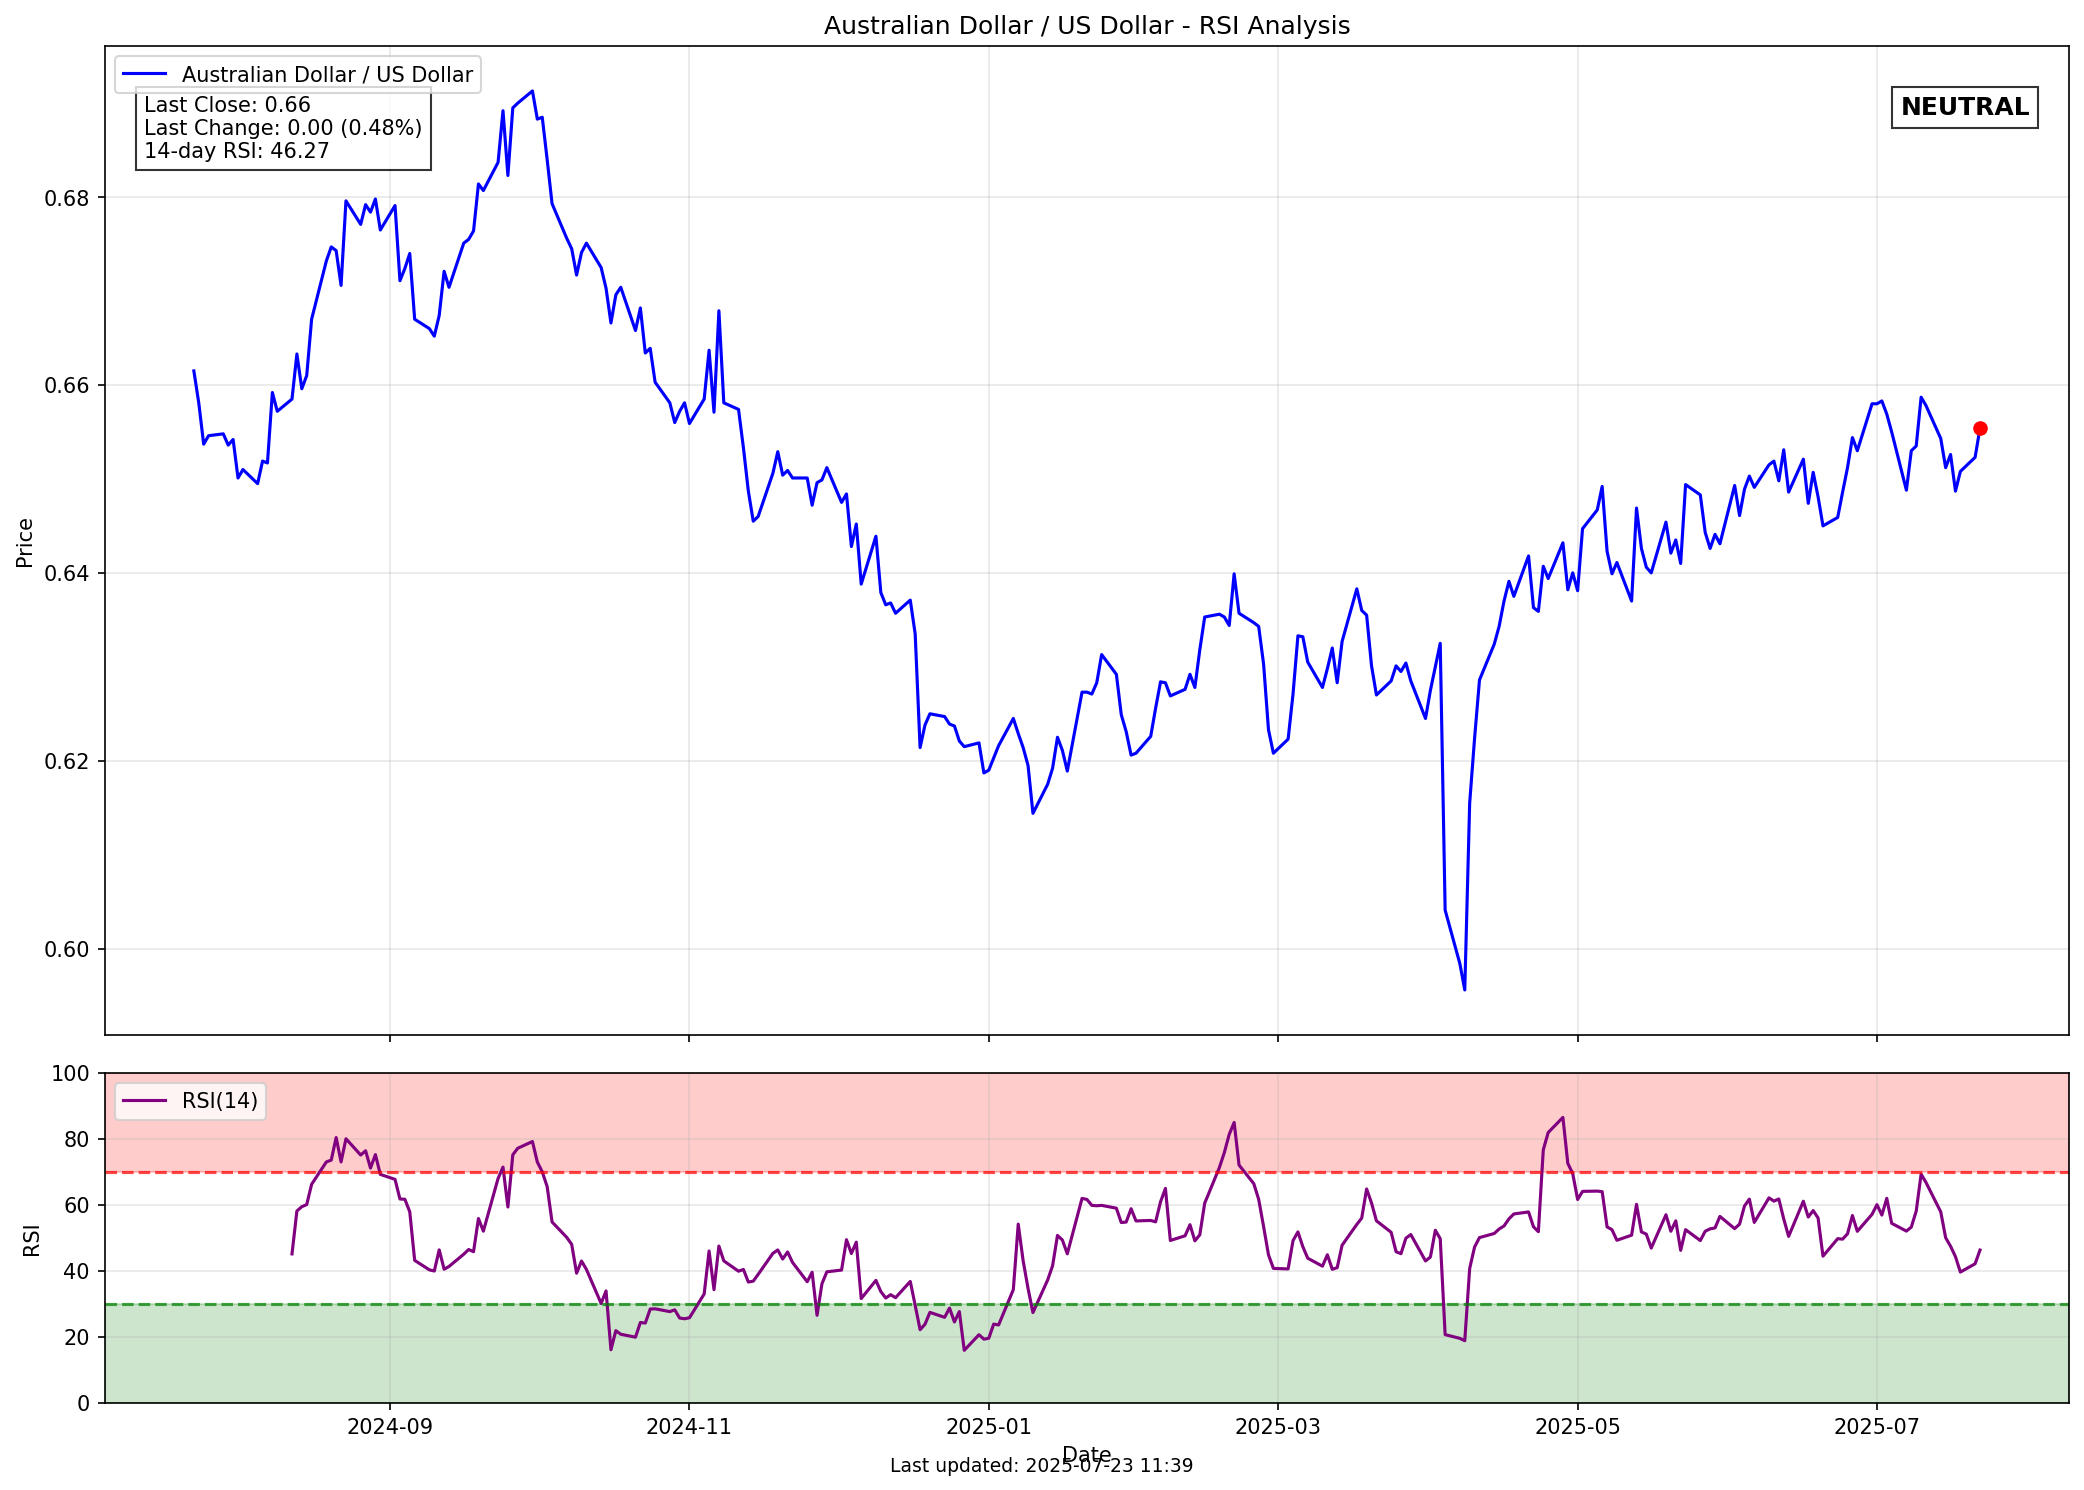 Australian Dollar / US Dollar - RSI Analysis
Australian Dollar / US Dollar
Last Close: 0.66
Last Change: 0.00 (0.48%)
14-day RSI: 46.27
NEUTRAL
0.68
0.66
0.64
0.62
0.60
Price
RSI(14)
100
80
60
40
20
0
RSI
2024-09
2024-11
2025-01
2025-03
2025-05
2025-07
Date
Last updated: 2025-07-23 11:39